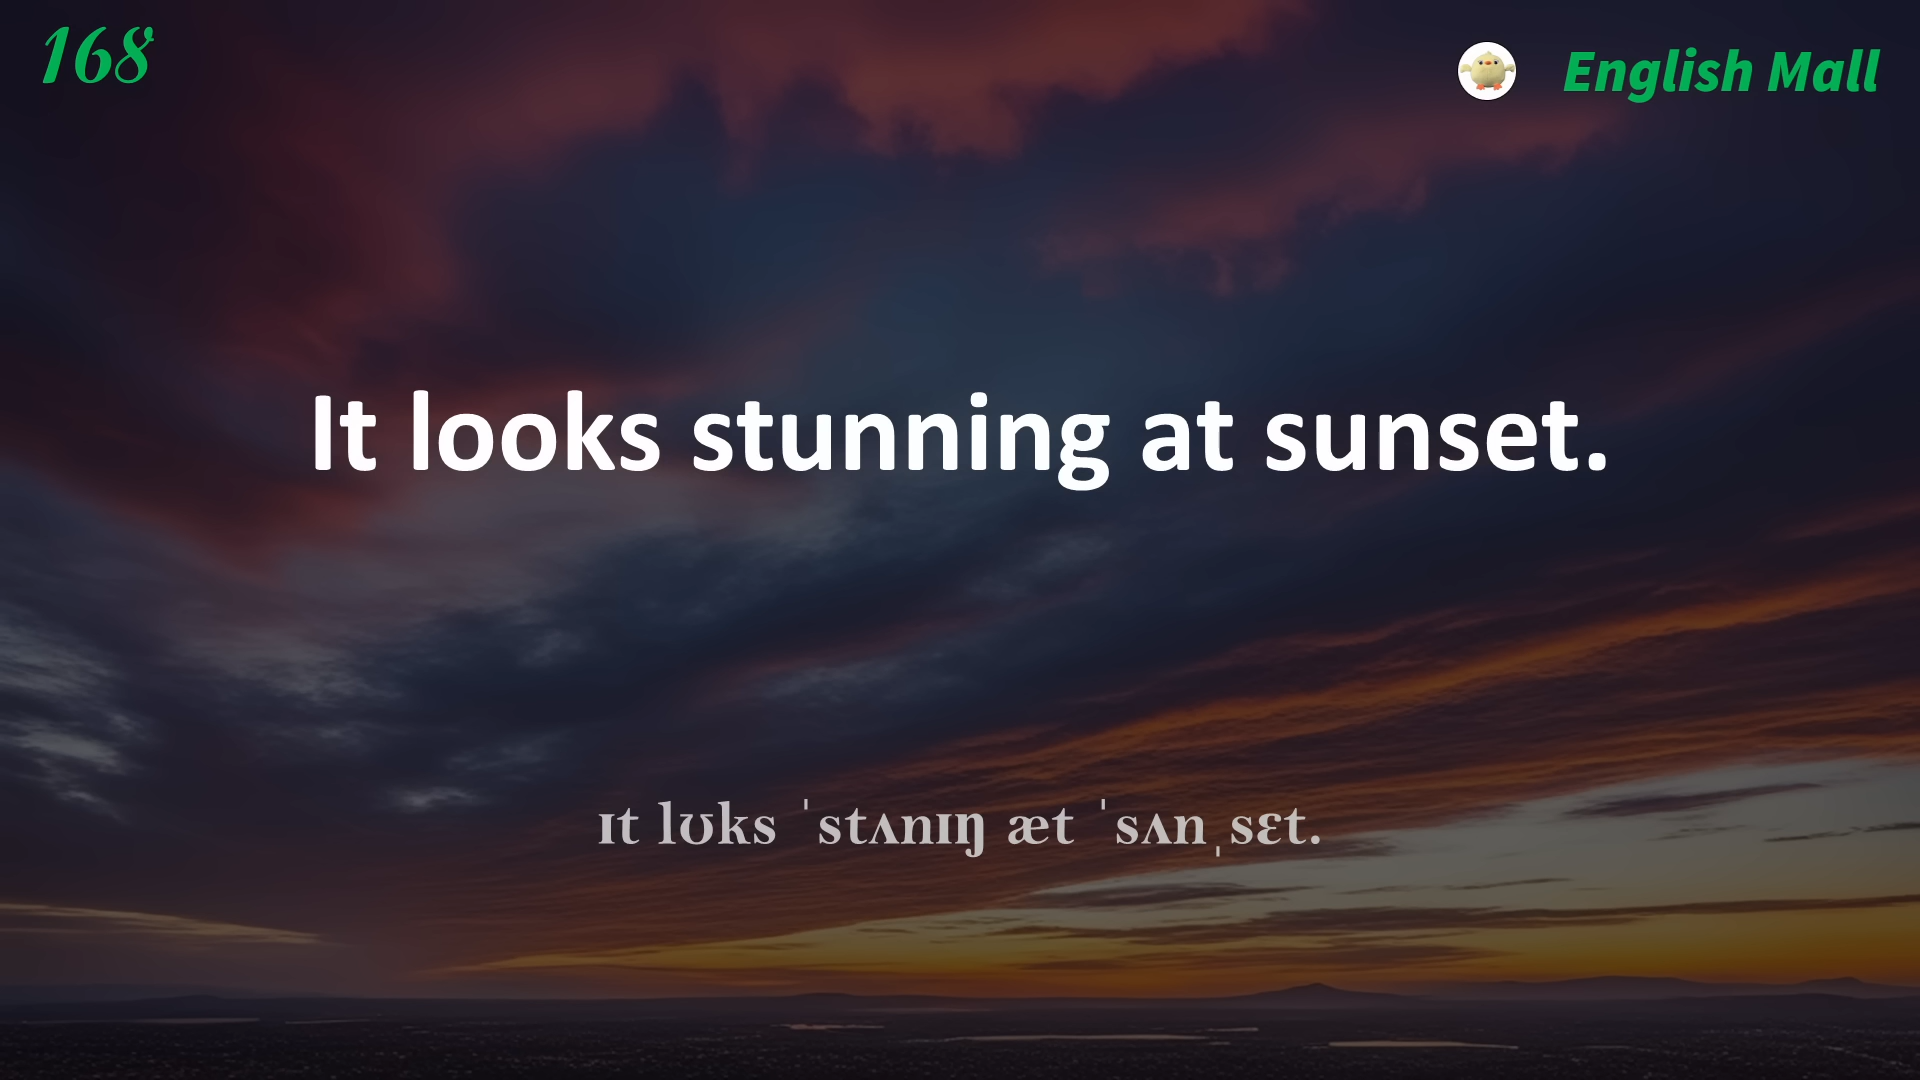 168
English Mall
It looks stunning at sunset.
ɪt lʊks ˈstʌnɪŋ æt ˈsʌnˌsɛt.